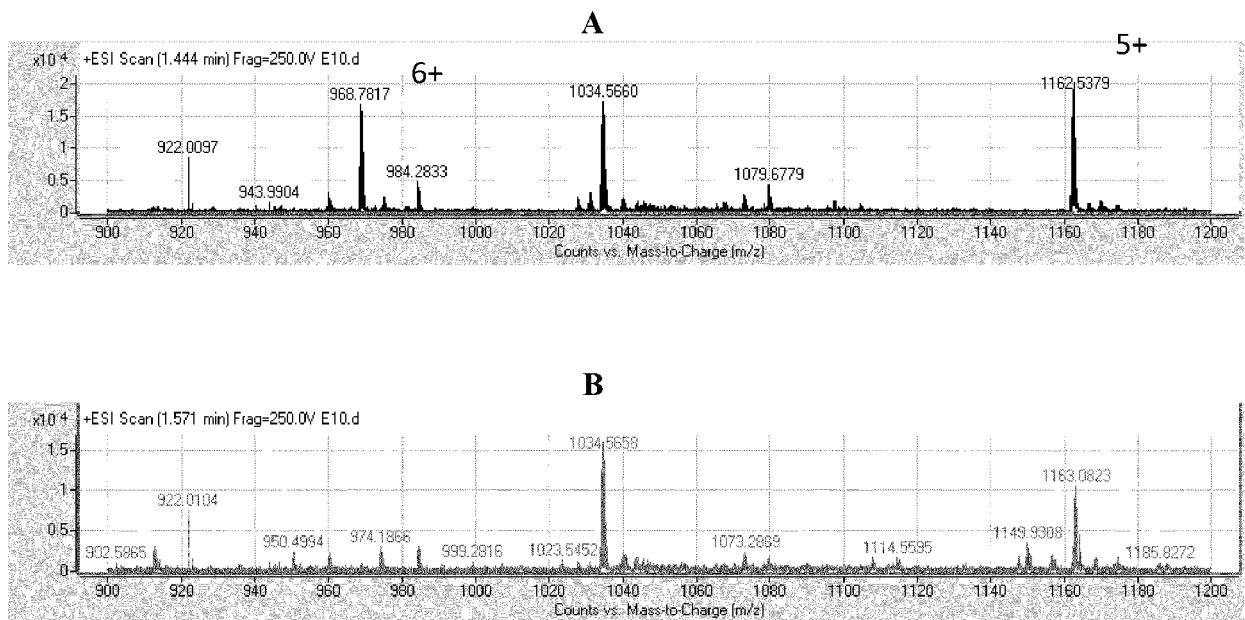 A
x10 4 +ESI Scan (1.444 min) Frag=250.0V E10.d
5+
6+
2
968.7817
1034.5660
1162.5379
1.5
922.0097
1
984.2833
1079.6779
943.9904
0.5
0
900 920 940 960 980 1000 1020 1040 1060 1080 1100 1120 1140 1160 1180 1200
Counts vs. Mass-to-Charge (m/z)
B
x10 4 +ESI Scan (1.571 min) Frag=250.0V E10.d
1034.5658
1.5
1163.0823
1
922.0104
0.5
902.5865 950.4994 974.1866 999.2816 1023.5452 1073.2869 1114.5595 1149.9308 1185.8272
0
900 920 940 960 980 1000 1020 1040 1060 1080 1100 1120 1140 1160 1180 1200
Counts vs. Mass-to-Charge (m/z)